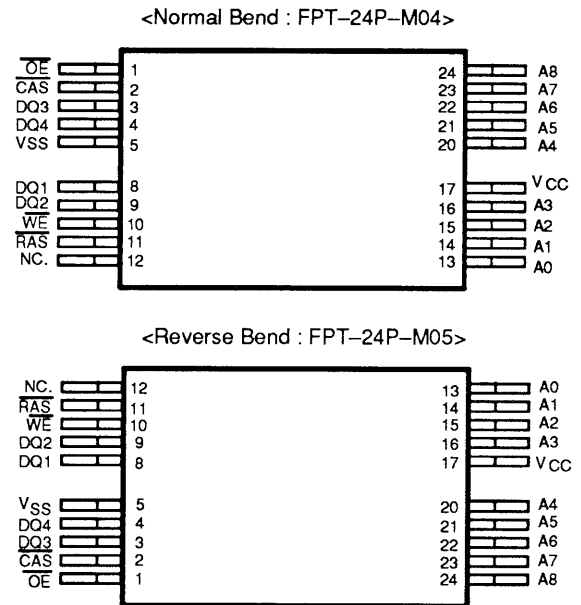 <Normal Bend : FPT–24P–M04>
OE 1 24 A8
CAS 2 23 A7
DQ3 3 22 A6
DQ4 4 21 A5
VSS 5 20 A4
DQ1 8 17 VCC
DQ2 9 16 A3
WE 10 15 A2
RAS 11 14 A1
NC. 12 13 A0
<Reverse Bend : FPT–24P–M05>
NC. 12 13 A0
RAS 11 14 A1
WE 10 15 A2
DQ2 9 16 A3
DQ1 8 17 VCC
VSS 5 20 A4
DQ4 4 21 A5
DQ3 3 22 A6
CAS 2 23 A7
OE 1 24 A8